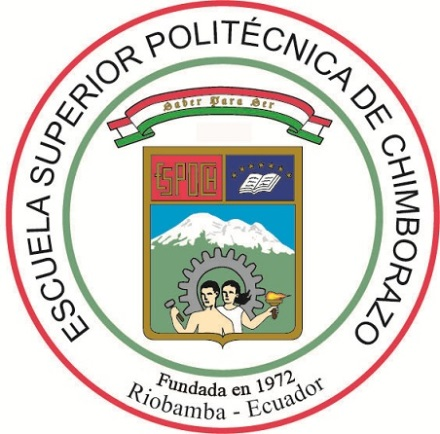 ESCUELA SUPERIOR POLITÉCNICA DE CHIMBORAZO
Saber Para Ser
ESPOCH
Fundada en 1972
Riobamba - Ecuador